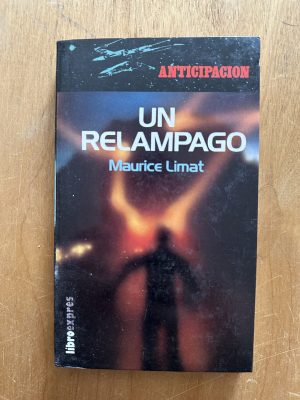 ANTICIPACION
UN
RELAMPAGO
Maurice Limat
libroexpres